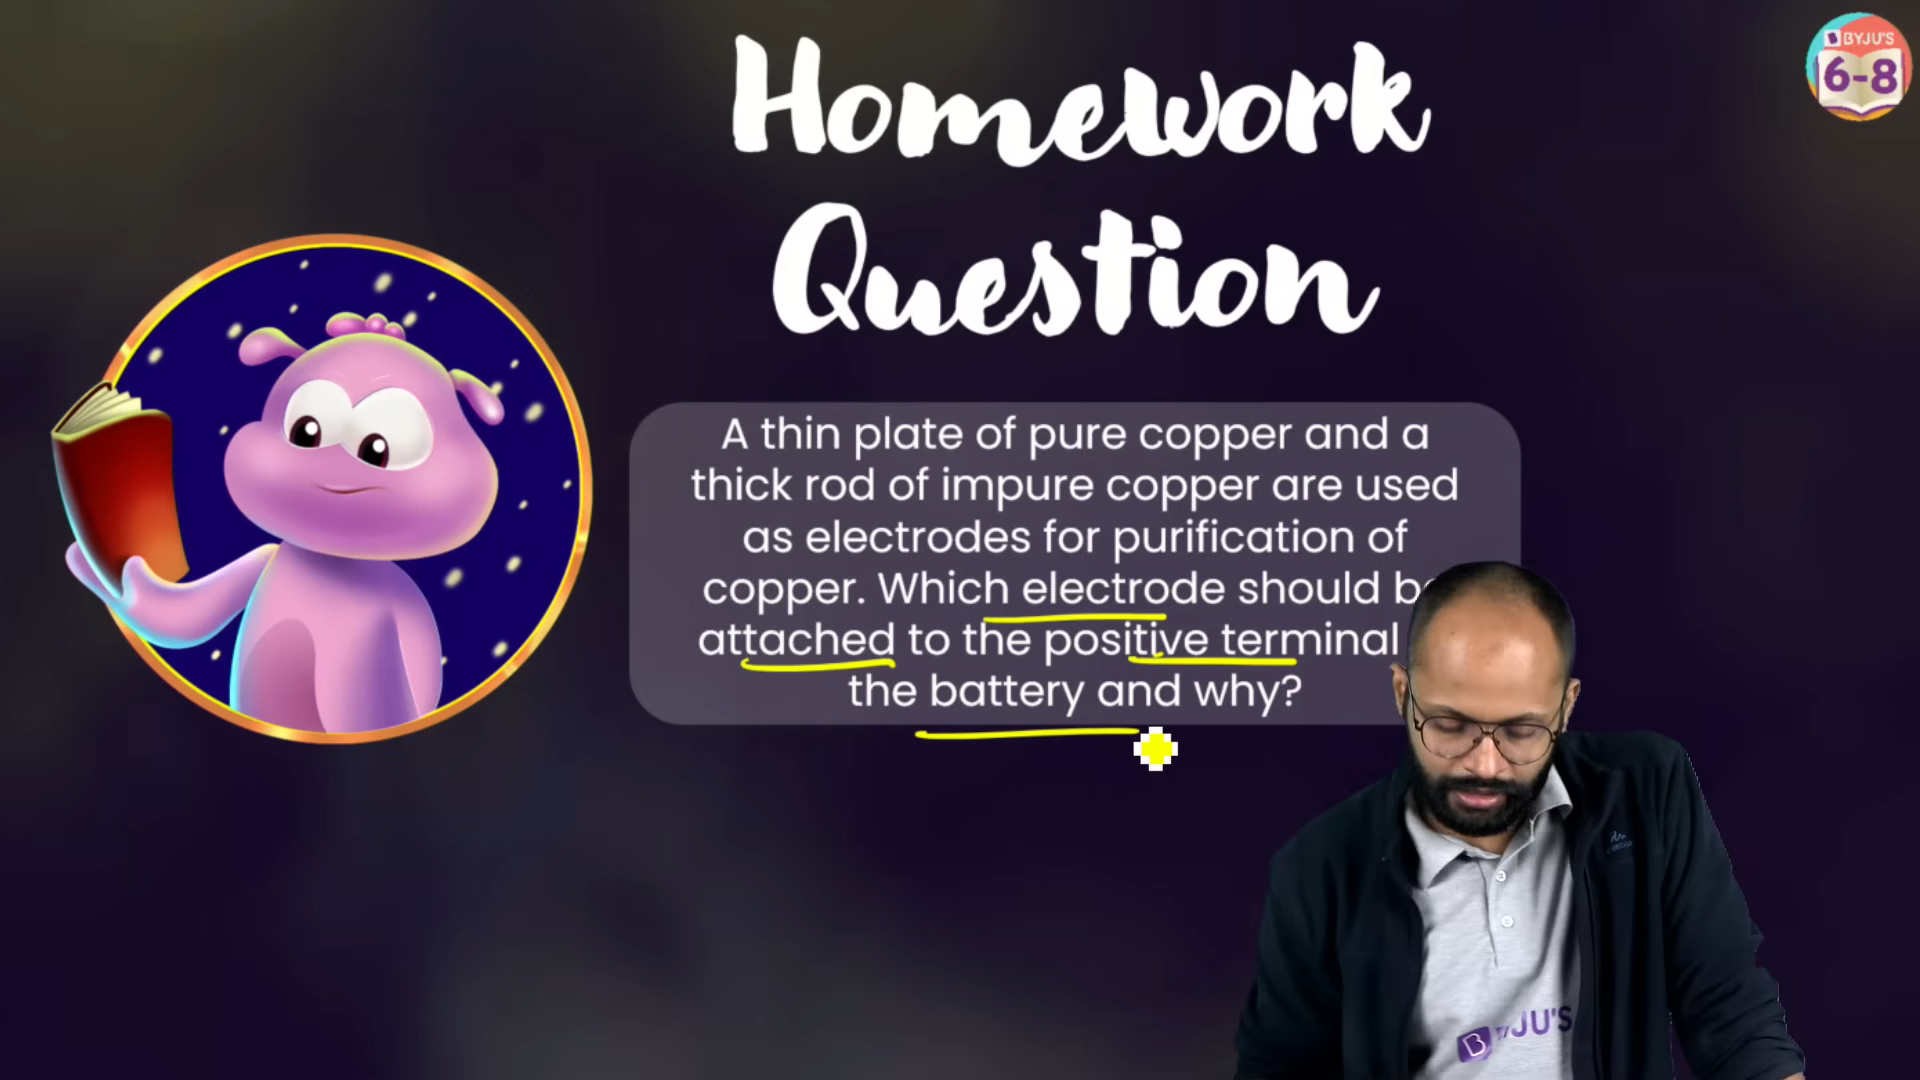 BYJU'S
6-8
Homework
Question
A thin plate of pure copper and a
thick rod of impure copper are used
as electrodes for purification of
copper. Which electrode should
attached to the positive terminal
the battery and why?
BYJU'S